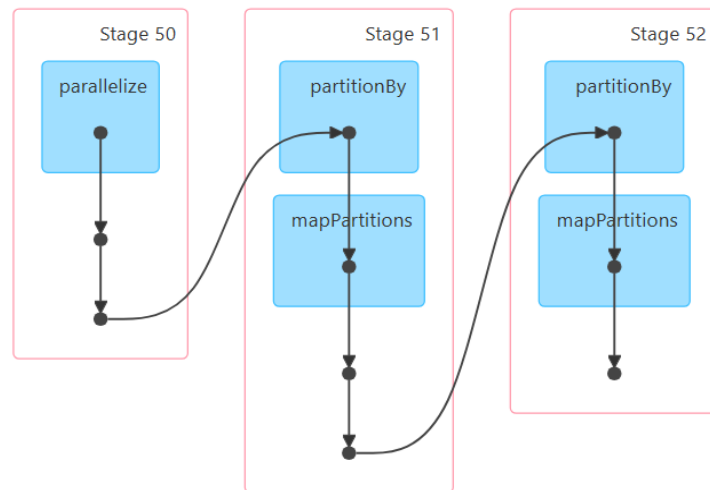 Stage 50
parallelize
Stage 51
partitionBy
mapPartitions
Stage 52
partitionBy
mapPartitions